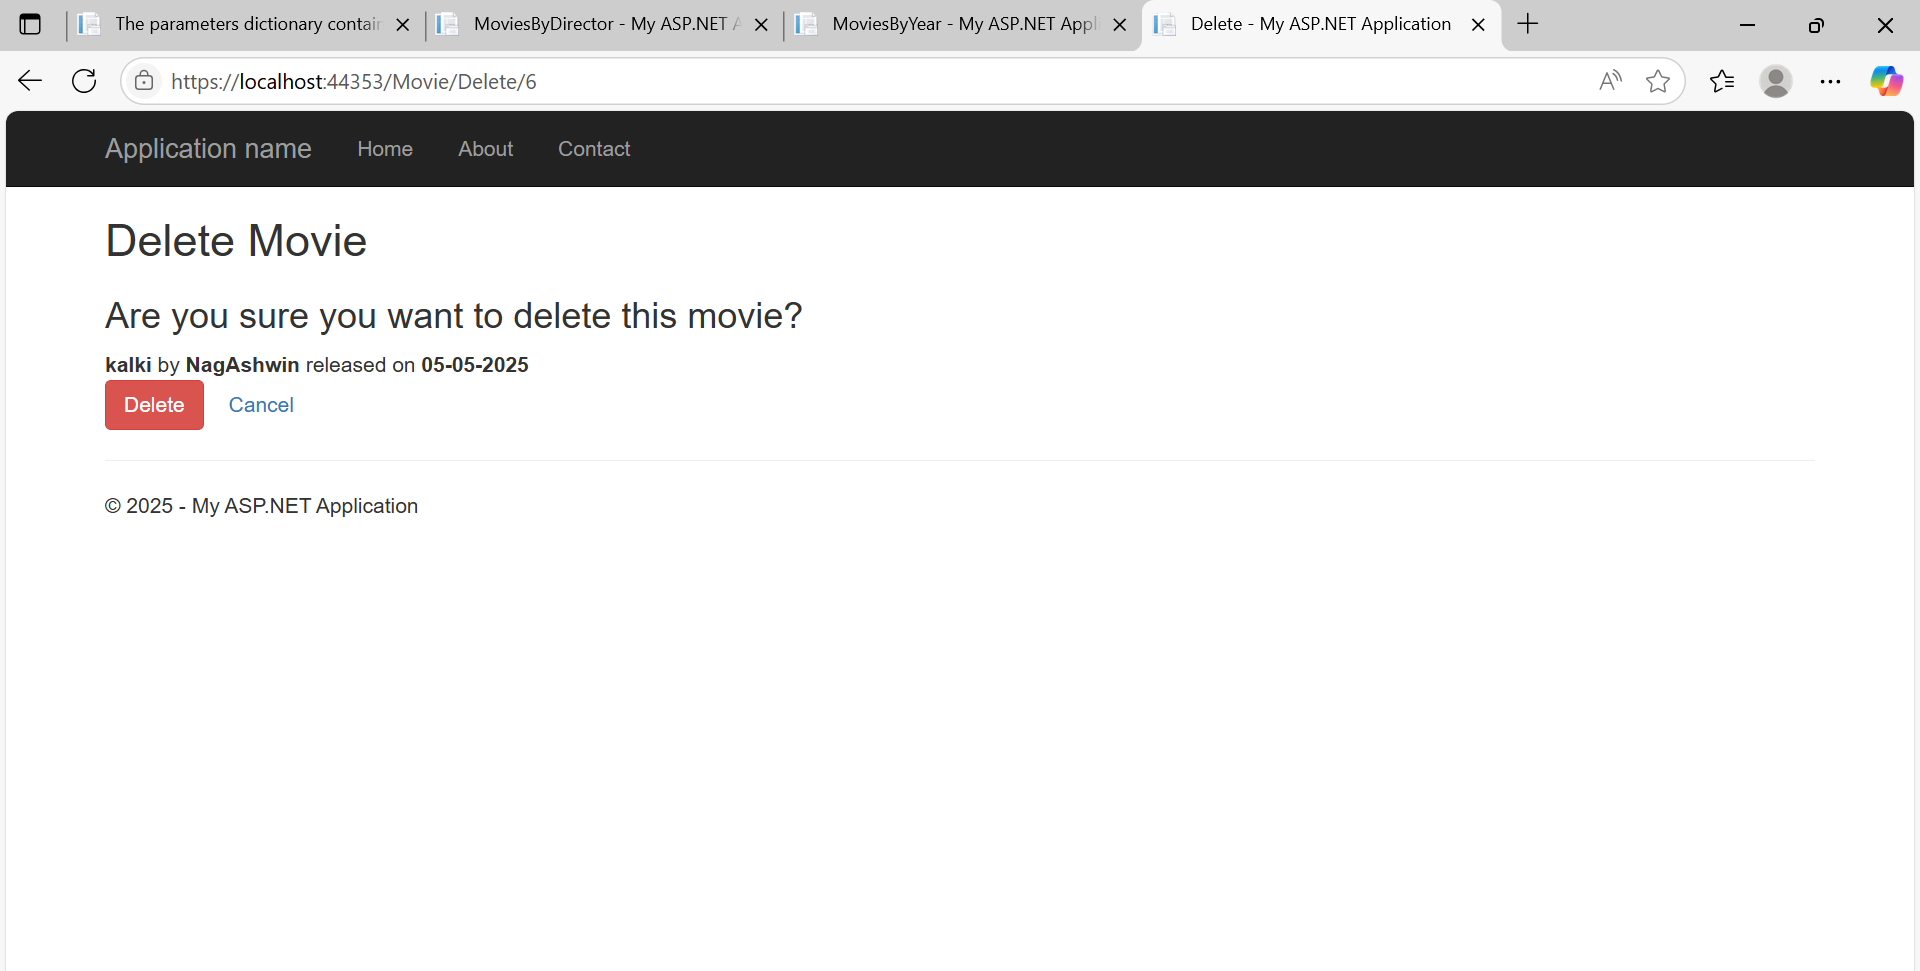 The parameters dictionary contain
MoviesByDirector - My ASP.NET A
MoviesByYear - My ASP.NET Appli
Delete - My ASP.NET Application
https://localhost:44353/Movie/Delete/6
Application name
Home
About
Contact
Delete Movie
Are you sure you want to delete this movie?
kalki by NagAshwin released on 05-05-2025
Delete
Cancel
© 2025 - My ASP.NET Application